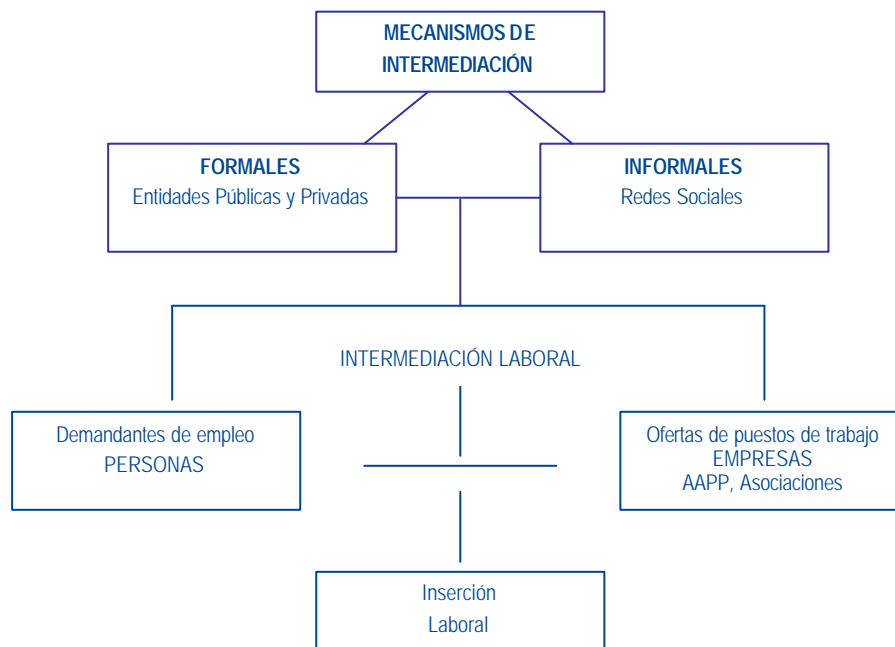 MECANISMOS DE
INTERMEDIACIÓN
FORMALES
Entidades Públicas y Privadas
INFORMALES
Redes Sociales
INTERMEDIACIÓN LABORAL
Demandantes de empleo
PERSONAS
Ofertas de puestos de trabajo
EMPRESAS
AAPP, Asociaciones
Inserción
Laboral